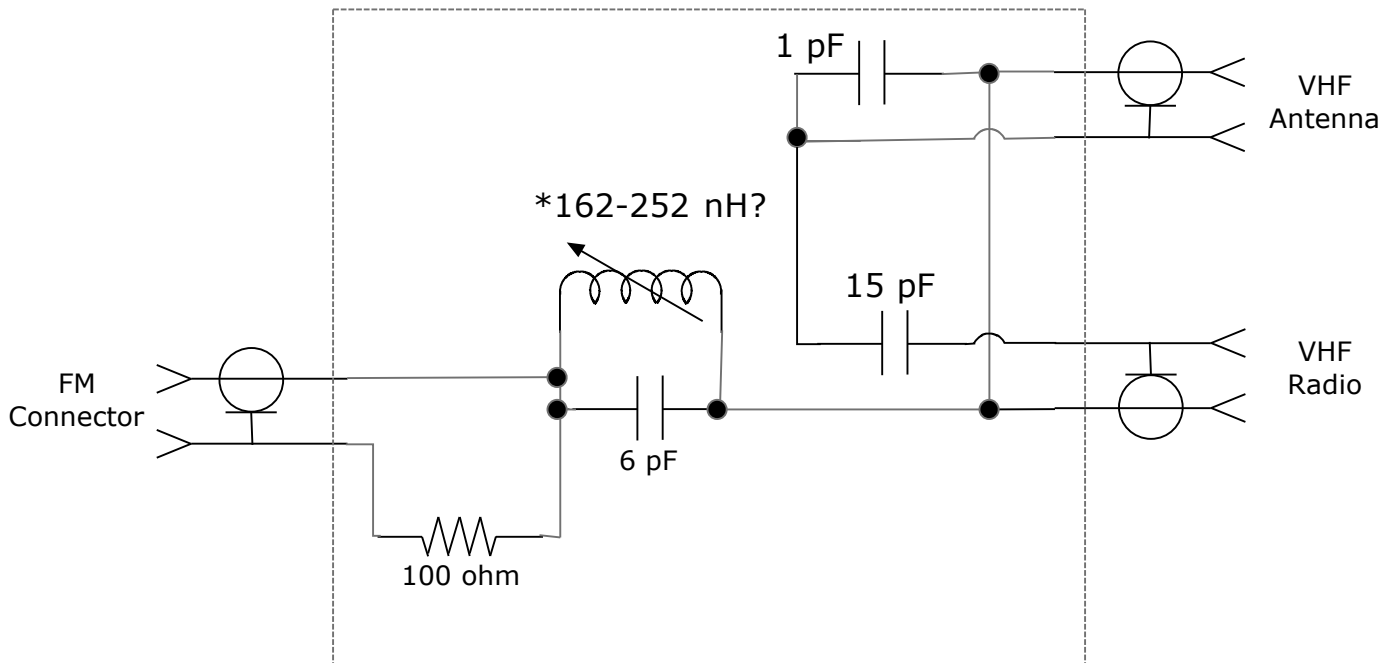 1 pF
VHF
Antenna
*162-252 nH?
15 pF
VHF
Radio
FM
Connector
6 pF
100 ohm